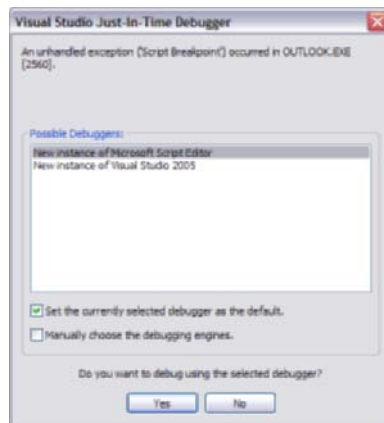 Visual Studio Just-In-Time Debugger
An unhandled exception ('Script Breakpoint') occurred in OUTLOOK.EXE
[2560].
Possible Debuggers:
New instance of Microsoft Script Editor
New instance of Visual Studio 2005
Set the currently selected debugger as the default.
Manually choose the debugging engines.
Do you want to debug using the selected debugger?
Yes
No